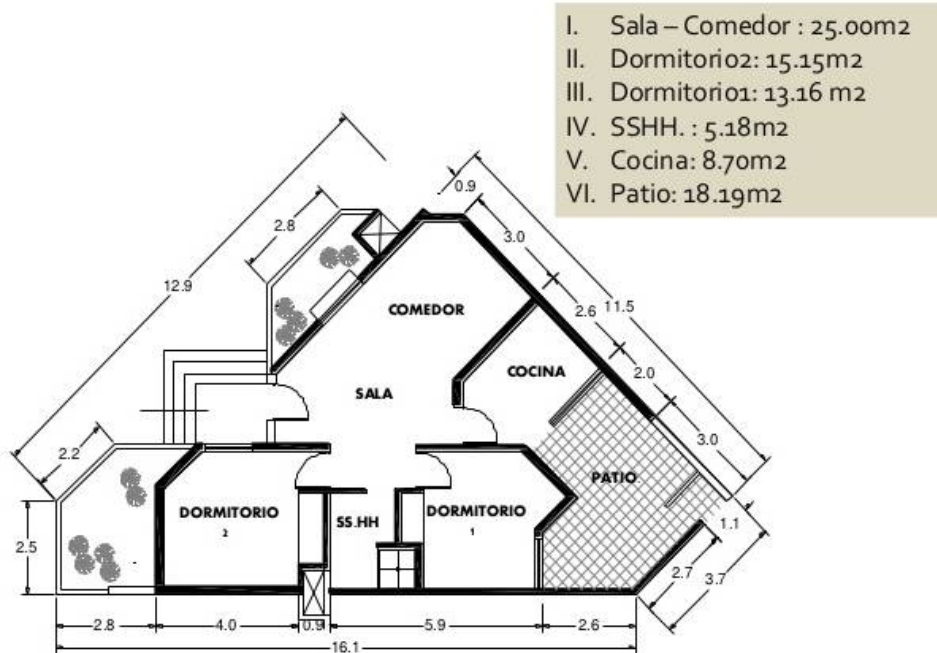 I. Sala – Comedor : 25.00m2
II. Dormitorio2: 15.15m2
III. Dormitorio1: 13.16 m2
IV. SSHH. : 5.18m2
V. Cocina: 8.70m2
VI. Patio: 18.19m2
0.9
2.8
3.0
12.9
COMEDOR
2.6
11.5
COCINA
2.0
SALA
3.0
2.2
PATIO
DORMITORIO
2
SS.HH
DORMITORIO
1
1.1
2.5
2.7
3.7
2.8
4.0
0.9
5.9
2.6
16.1